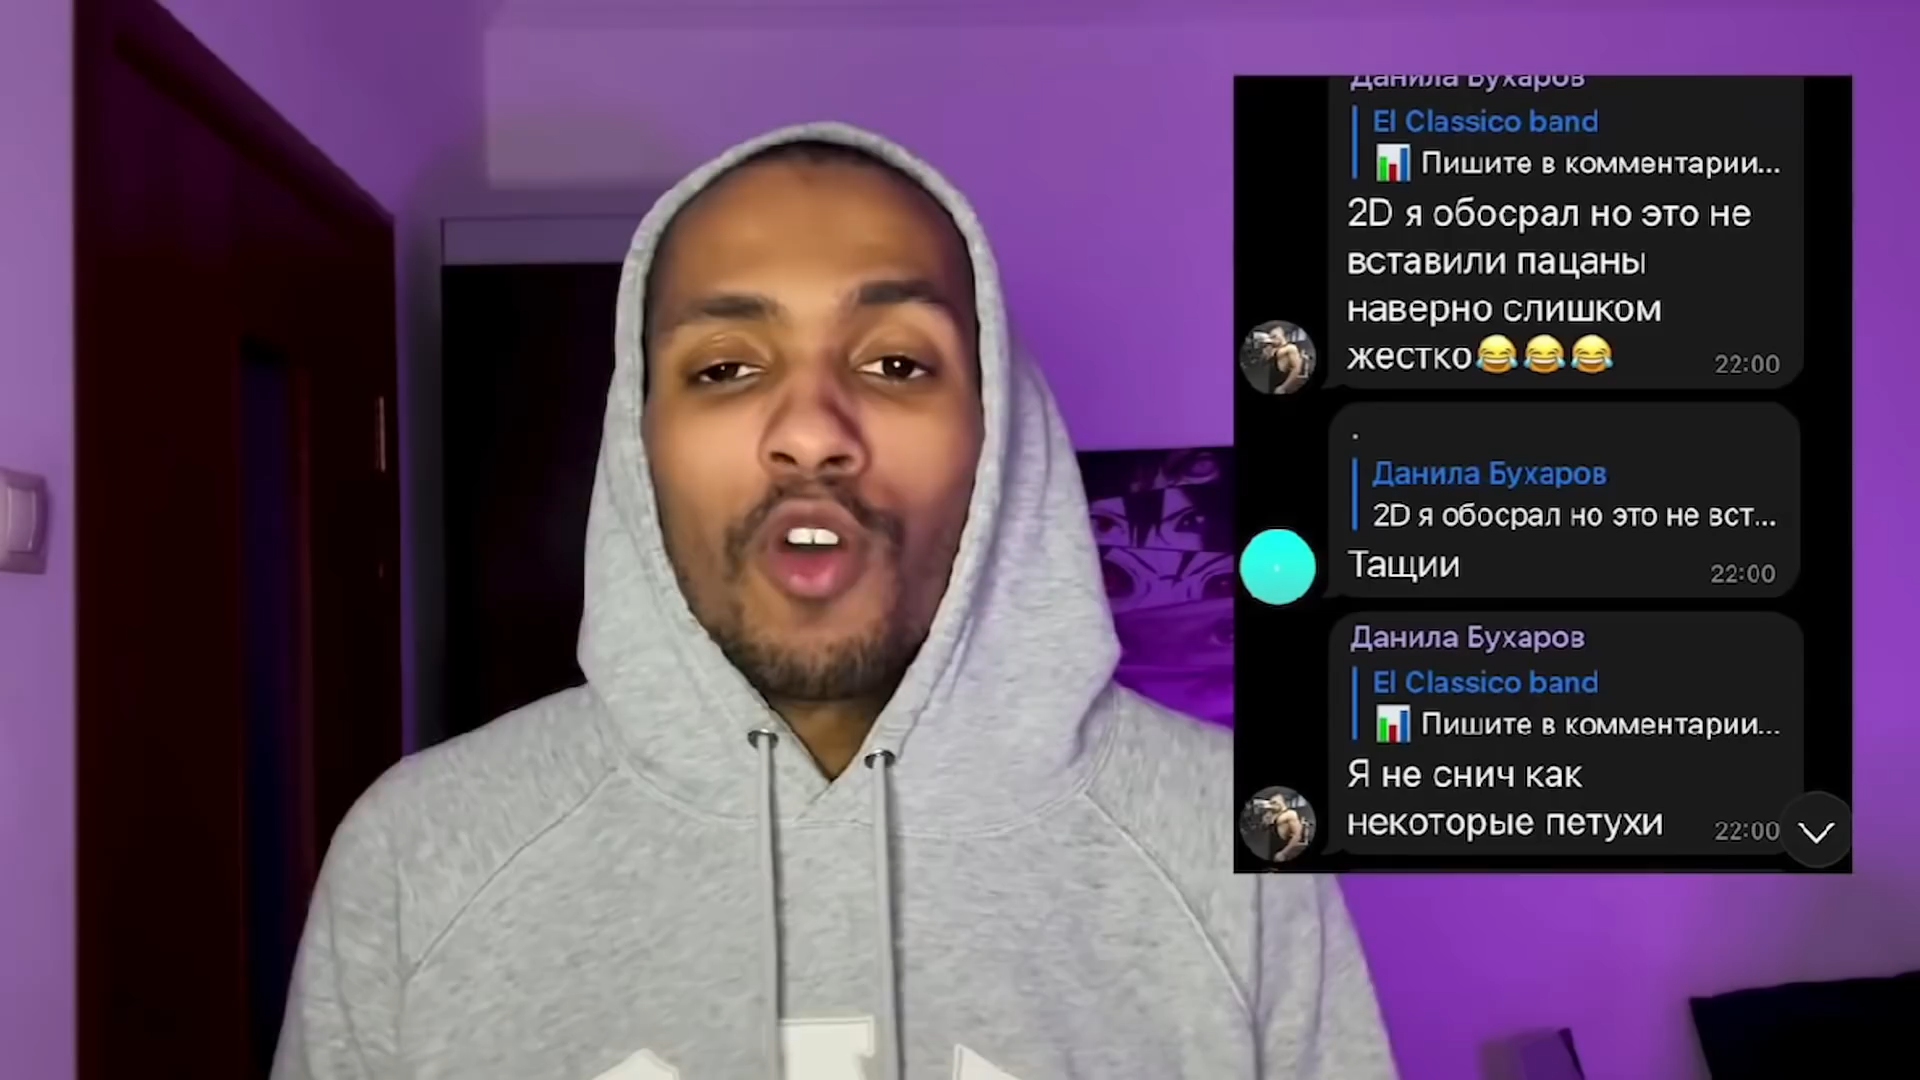 Данила Бухаров
El Classico band
Пишите в комментарии...
2D я обосрал но это не
вставили пацаны
наверно слишком
жестко😂😂😂
22:00
.
Данила Бухаров
2D я обосрал но это не вст...
Тащии
22:00
Данила Бухаров
El Classico band
Пишите в комментарии...
Я не снич как
некоторые петухи
22:00